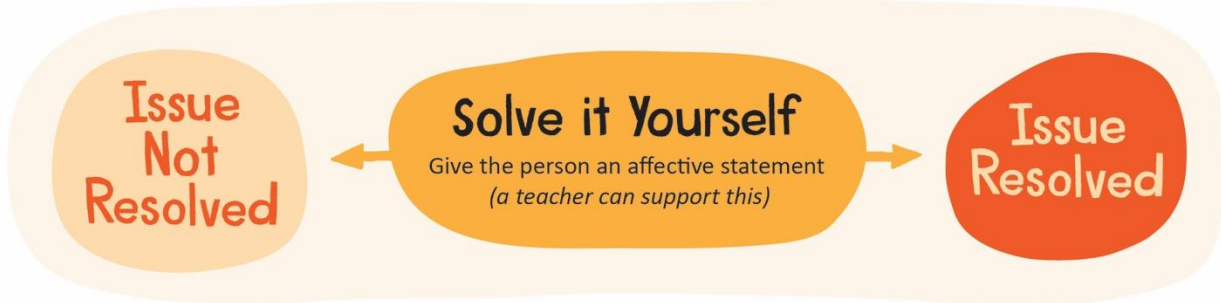 Issue
Not
Resolved
Solve it Yourself
Give the person an affective statement
(a teacher can support this)
Issue
Resolved